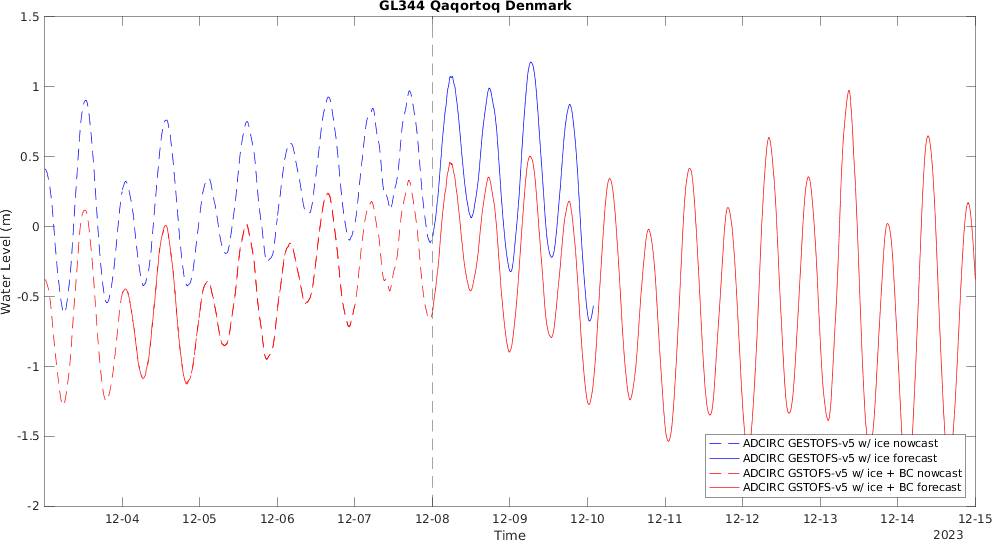 GL344 Qaqortoq Denmark
1.5
1
0.5
0
-0.5
-1
-1.5
-2
Water Level (m)
ADCIRC GESTOFS-v5 w/ ice nowcast
ADCIRC GESTOFS-v5 w/ ice forecast
ADCIRC GSTOFS-v5 w/ ice + BC nowcast
ADCIRC GSTOFS-v5 w/ ice + BC forecast
12-04 12-05 12-06 12-07 12-08 12-09 12-10 12-11 12-12 12-13 12-14 12-15
Time
2023